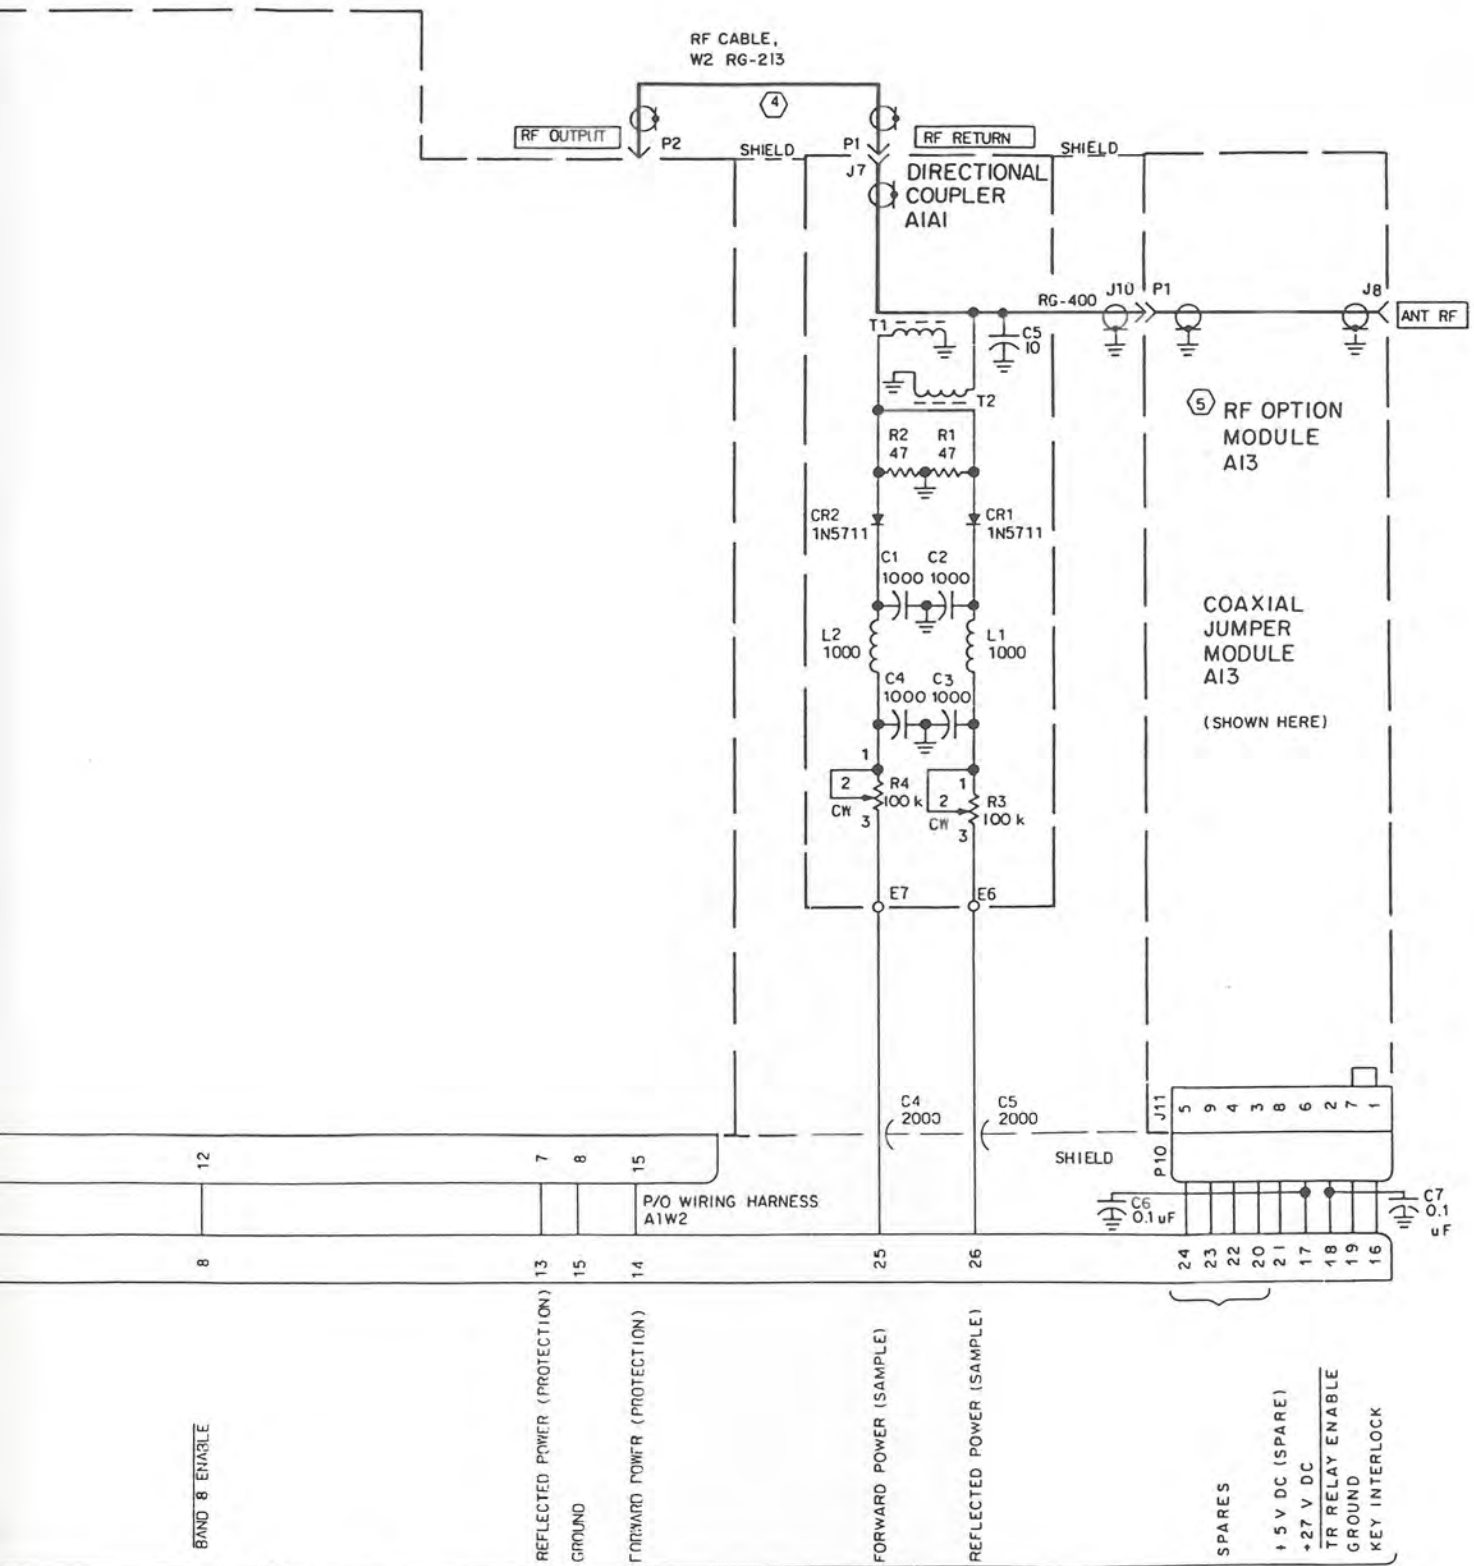 RF CABLE,
W2 RG-213
4
RF OUTPUT
P2
SHIELD
P1
RF RETURN
SHIELD
J7
DIRECTIONAL
COUPLER
A1A1
RG-400
J10
P1
J8
ANT RF
T1
C5
10
T2
5
RF OPTION
MODULE
A13
R2
47
R1
47
CR2
1N5711
CR1
1N5711
C1
1000
C2
1000
COAXIAL
JUMPER
MODULE
A13
(SHOWN HERE)
L2
1000
L1
1000
C4
1000
C3
1000
1
2
CW
3
R4
100 k
1
2
CW
3
R3
100 k
E7
E6
C4
2000
C5
2000
SHIELD
J11
5 9 4 3 8 6 2 7 1
P10
12
7
8
15
P/O WIRING HARNESS
A1W2
C6
0.1 uF
C7
0.1
uF
8
13
15
14
25
26
24 23 22 20 21 17 18 19 16
BAND 8 ENABLE
REFLECTED POWER (PROTECTION)
GROUND
FORWARD POWER (PROTECTION)
FORWARD POWER (SAMPLE)
REFLECTED POWER (SAMPLE)
SPARES
+ 5 V DC (SPARE)
+27 V DC
TR RELAY ENABLE
GROUND
KEY INTERLOCK